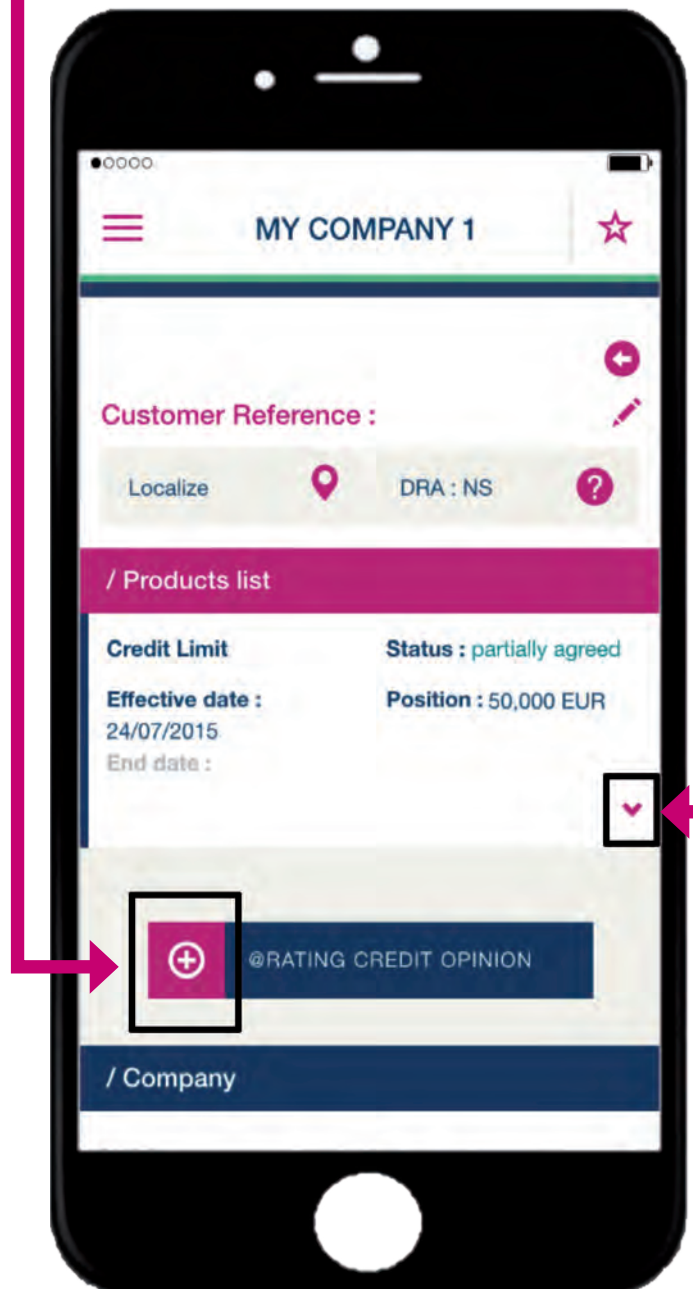 MY COMPANY 1
Customer Reference :
Localize
DRA : NS
/ Products list
Credit Limit
Status : partially agreed
Effective date :
Position : 50,000 EUR
24/07/2015
End date :
@RATING CREDIT OPINION
/ Company